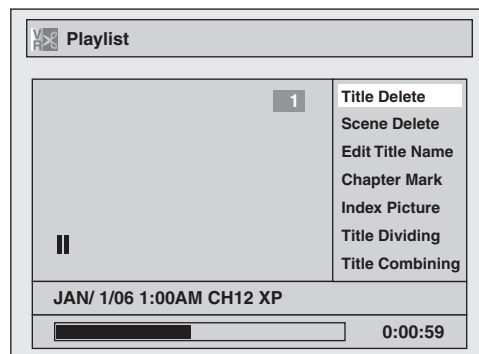 VR Playlist
1
Title Delete
Scene Delete
Edit Title Name
Chapter Mark
Index Picture
Title Dividing
Title Combining
JAN/ 1/06 1:00AM CH12 XP
0:00:59